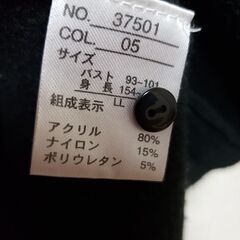 NO. 37501
COL. 05
サイズ
バスト 93~101
身長 154~
組成表示 LL
アクリル 80%
ナイロン 15%
ポリウレタン 5%